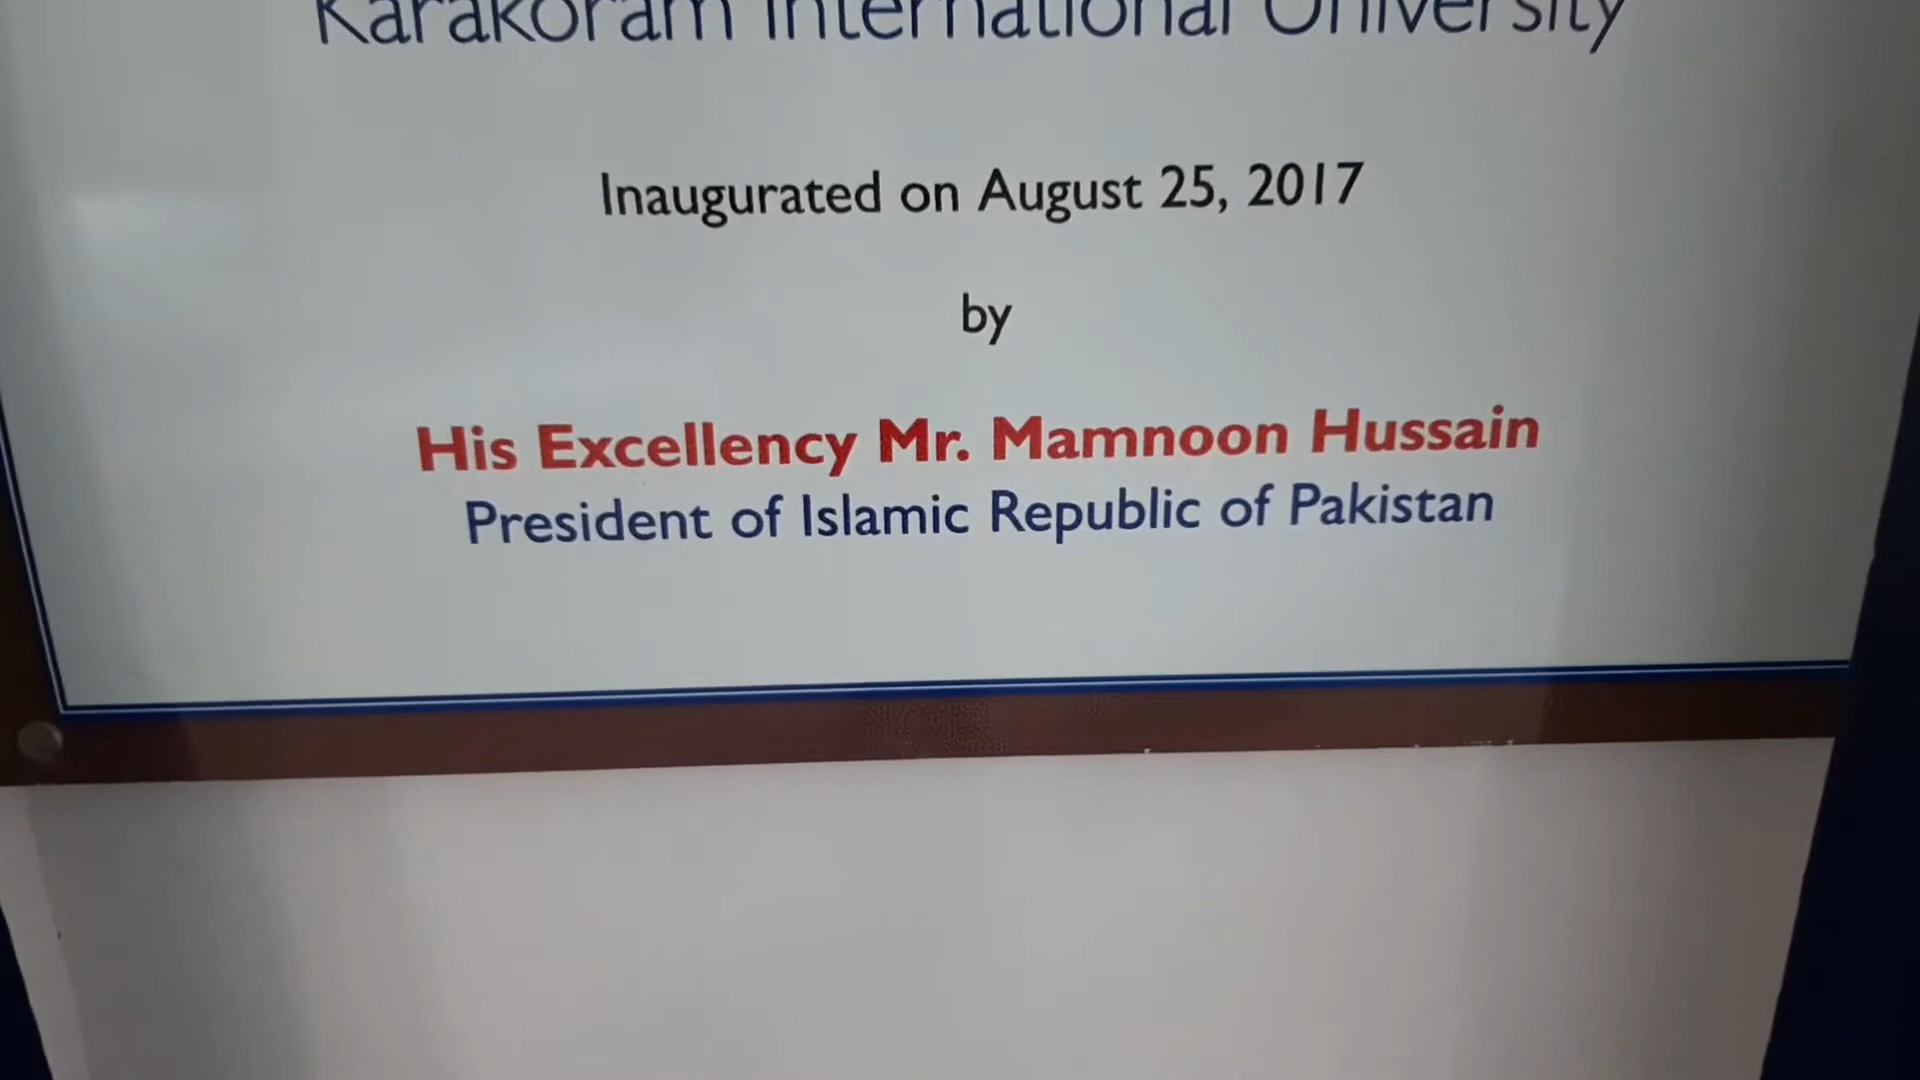 Karakoram International University
Inaugurated on August 25, 2017
by
His Excellency Mr. Mamnoon Hussain
President of Islamic Republic of Pakistan